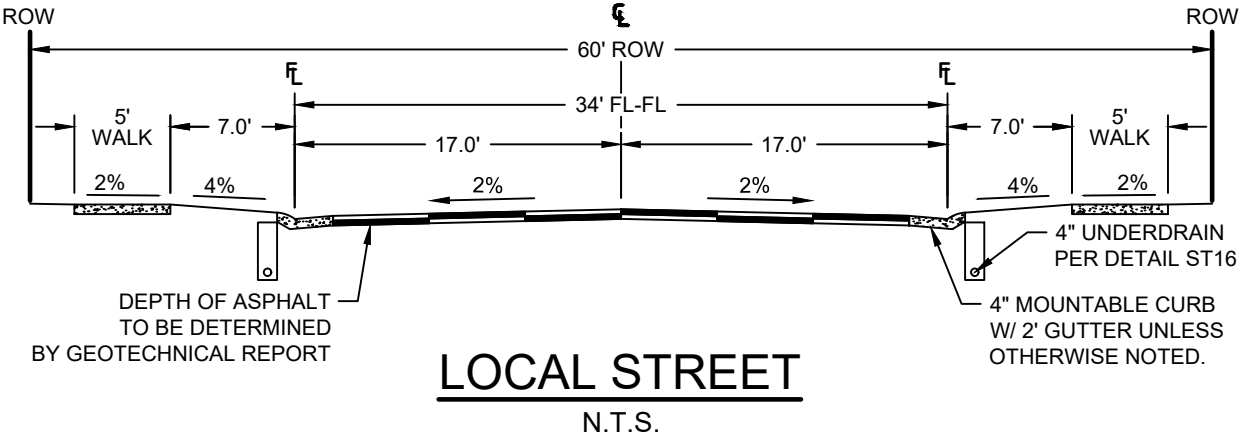 ROW
℄
ROW
60' ROW
FL
FL
34' FL-FL
5'
WALK
7.0'
17.0'
17.0'
7.0'
5'
WALK
2%
4%
2%
2%
4%
2%
4" UNDERDRAIN
PER DETAIL ST16
DEPTH OF ASPHALT
TO BE DETERMINED
BY GEOTECHNICAL REPORT
4" MOUNTABLE CURB
W/ 2' GUTTER UNLESS
OTHERWISE NOTED.
LOCAL STREET
N.T.S.